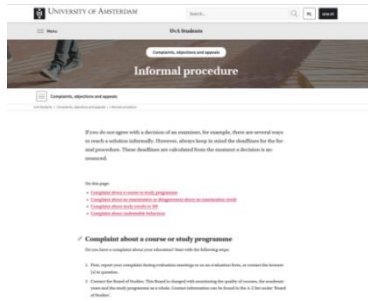 UNIVERSITY OF AMSTERDAM
Search...
Menu
UvA Students
Complaints, objections and appeals
Informal procedure
Complaints, objections and appeals
If you do not agree with a decision of an examiner, for example, there are several ways
to reach a solution informally. However, always keep in mind the deadlines for the for-
mal procedure. These deadlines are calculated from the moment a decision is an-
nounced.
On this page:
Complaint about a course or study programme
Complaint about an examination or disagreement about an examination result
Complaint about study results in SIS
Complaint about undesirable behaviour
Complaint about a course or study programme
Do you have a complaint about your education? Start with the following steps:
1. First, report your complaint during evaluation meetings or on an evaluation form, or contact the lecturer
(s) in question.
2. Contact the Board of Studies. This Board is charged with monitoring the quality of courses, the academic
years and the study programme as a whole. Contact information can be found in the A-Z list under 'Board
of Studies'.